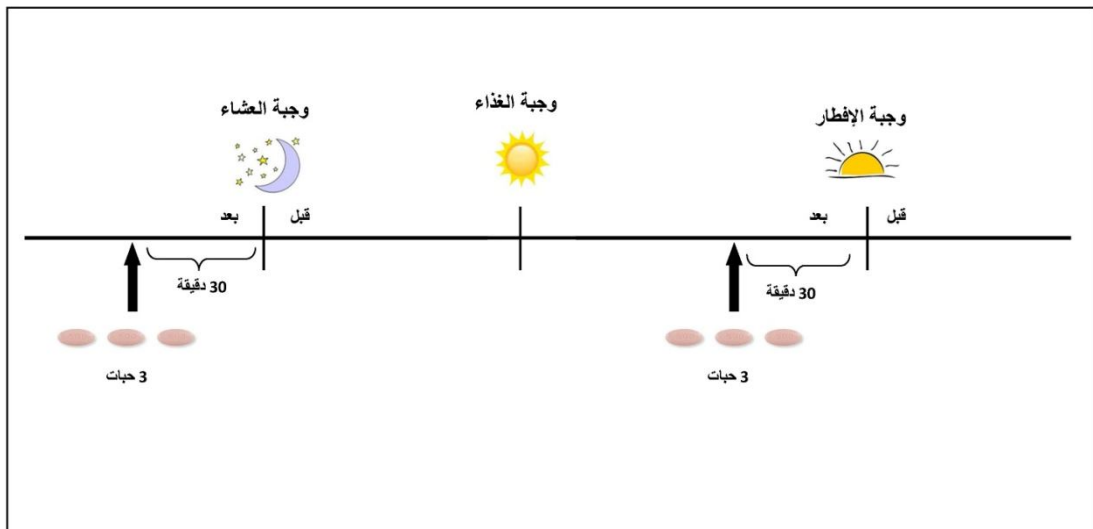 وجبة الإفطار
وجبة الغذاء
وجبة العشاء
قبل
بعد
قبل
بعد
30 دقيقة
30 دقيقة
3 حبات
3 حبات